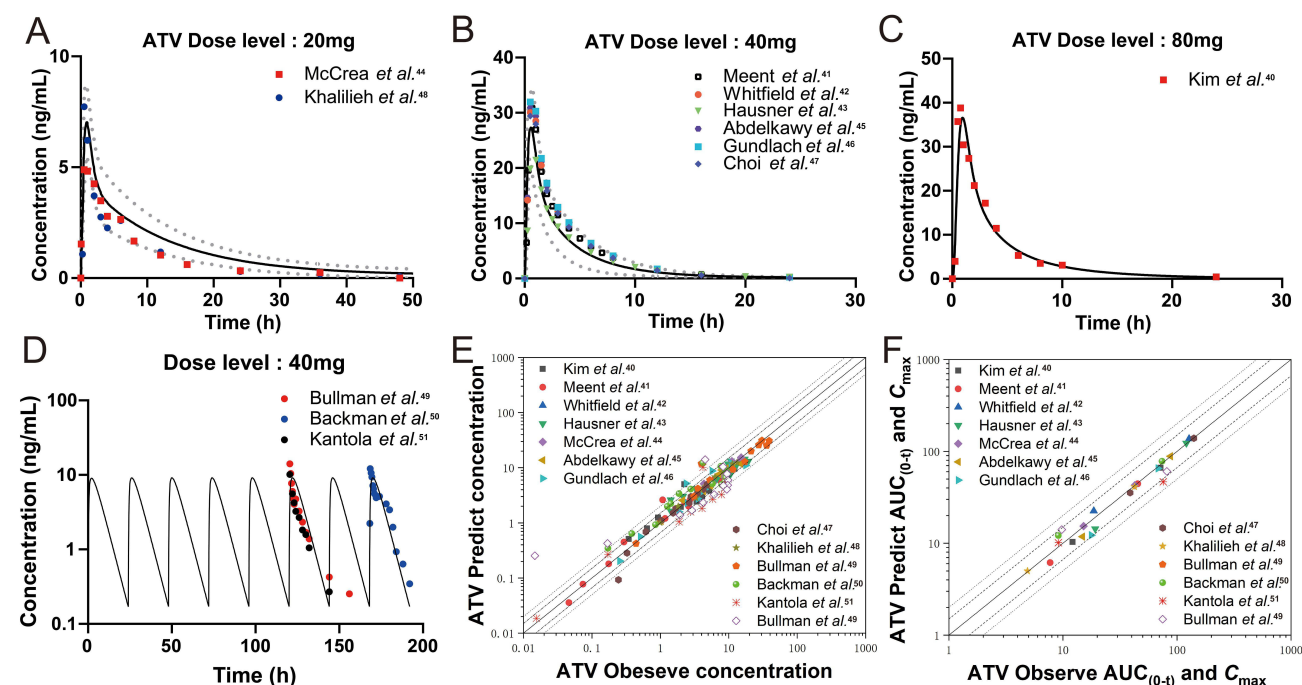 A
ATV Dose level : 20mg
Concentration (ng/mL)
10
5
0
0 10 20 30 40 50
Time (h)
McCrea et al.44
Khalilieh et al.48
B
ATV Dose level : 40mg
Concentration (ng/mL)
40
30
20
10
0
0 10 20 30
Time (h)
Meent et al.41
Whitfield et al.42
Hausner et al.43
Abdelkawy et al.45
Gundlach et al.46
Choi et al.47
C
ATV Dose level : 80mg
Concentration (ng/mL)
50
40
30
20
10
0
0 10 20 30
Time (h)
Kim et al.40
D
Dose level : 40mg
Concentration (ng/mL)
100
10
1
0.1
0 50 100 150 200
Time (h)
Bullman et al.49
Backman et al.50
Kantola et al.51
E
ATV Predict concentration
1000
100
10
1
0.1
0.01
0.01 0.1 1 10 100 1000
ATV Obeseve concentration
Kim et al.40
Meent et al.41
Whitfield et al.42
Hausner et al.43
McCrea et al.44
Abdelkawy et al.45
Gundlach et al.46
Choi et al.47
Khalilieh et al.48
Bullman et al.49
Backman et al.50
Kantola et al.51
Bullman et al.49
F
ATV Predict AUC(0-t) and Cmax
1000
100
10
1
1 10 100 1000
ATV Observe AUC(0-t) and Cmax
Kim et al.40
Meent et al.41
Whitfield et al.42
Hausner et al.43
McCrea et al.44
Abdelkawy et al.45
Gundlach et al.46
Choi et al.47
Khalilieh et al.48
Bullman et al.49
Backman et al.50
Kantola et al.51
Bullman et al.49